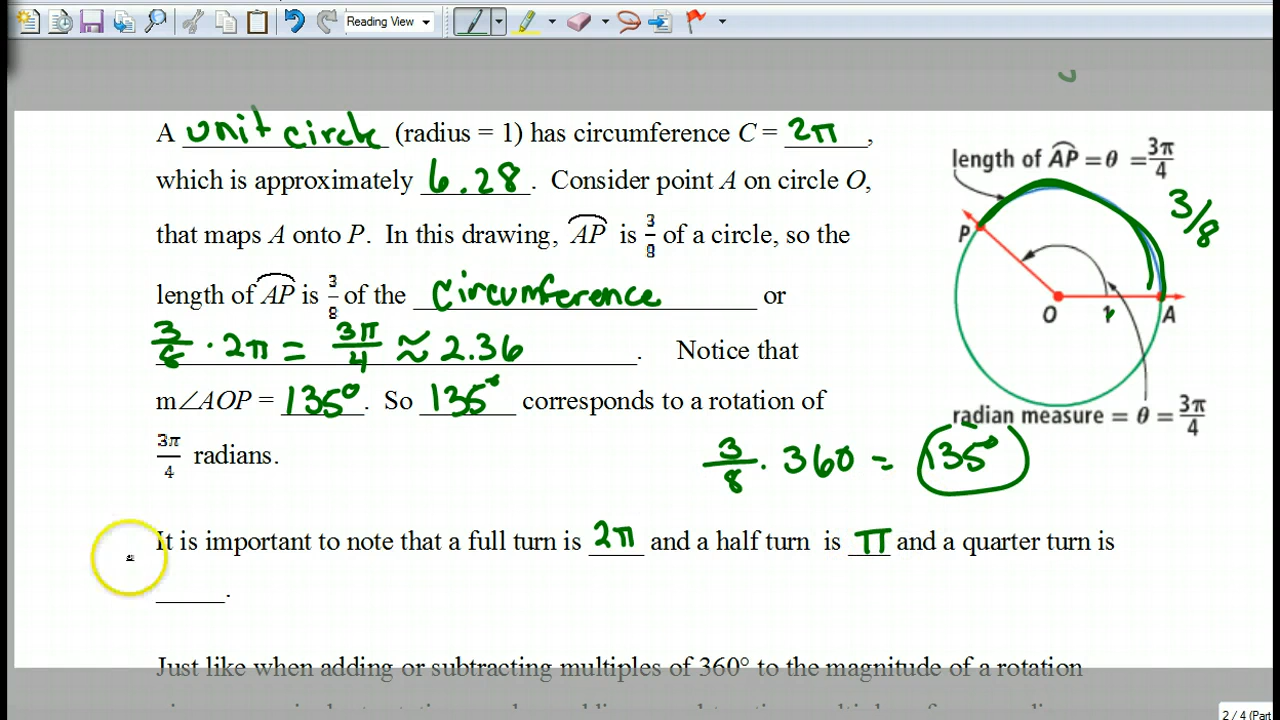 Reading View
A unit circle (radius = 1) has circumference C = 2π,
which is approximately 6.28. Consider point A on circle O,
that maps A onto P. In this drawing, AP is 3/8 of a circle, so the
length of AP is 3/8 of the circumference or
3/8 · 2π = 3π/4 ≈ 2.36. Notice that
m∠AOP = 135°. So 135° corresponds to a rotation of
3π/4 radians.
3/8 · 360 = 135°
length of AP = θ = 3π/4
3/8
P
O
1
A
radian measure = θ = 3π/4
It is important to note that a full turn is 2π and a half turn is π and a quarter turn is
_____.
Just like when adding or subtracting multiples of 360° to the magnitude of a rotation
2 / 4 (Part